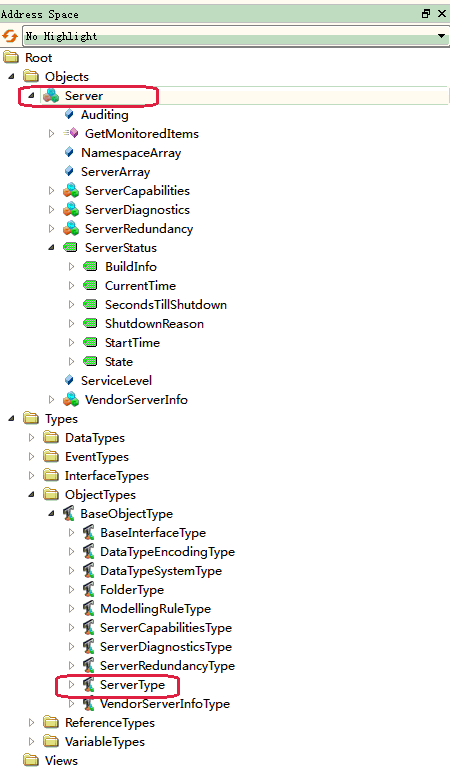 Address Space
No Highlight
Root
Objects
Server
Auditing
GetMonitoredItems
NamespaceArray
ServerArray
ServerCapabilities
ServerDiagnostics
ServerRedundancy
ServerStatus
BuildInfo
CurrentTime
SecondsTillShutdown
ShutdownReason
StartTime
State
ServiceLevel
VendorServerInfo
Types
DataTypes
EventTypes
InterfaceTypes
ObjectTypes
BaseObjectType
BaseInterfaceType
DataTypeEncodingType
DataTypeSystemType
FolderType
ModellingRuleType
ServerCapabilitiesType
ServerDiagnosticsType
ServerRedundancyType
ServerType
VendorServerInfoType
ReferenceTypes
VariableTypes
Views